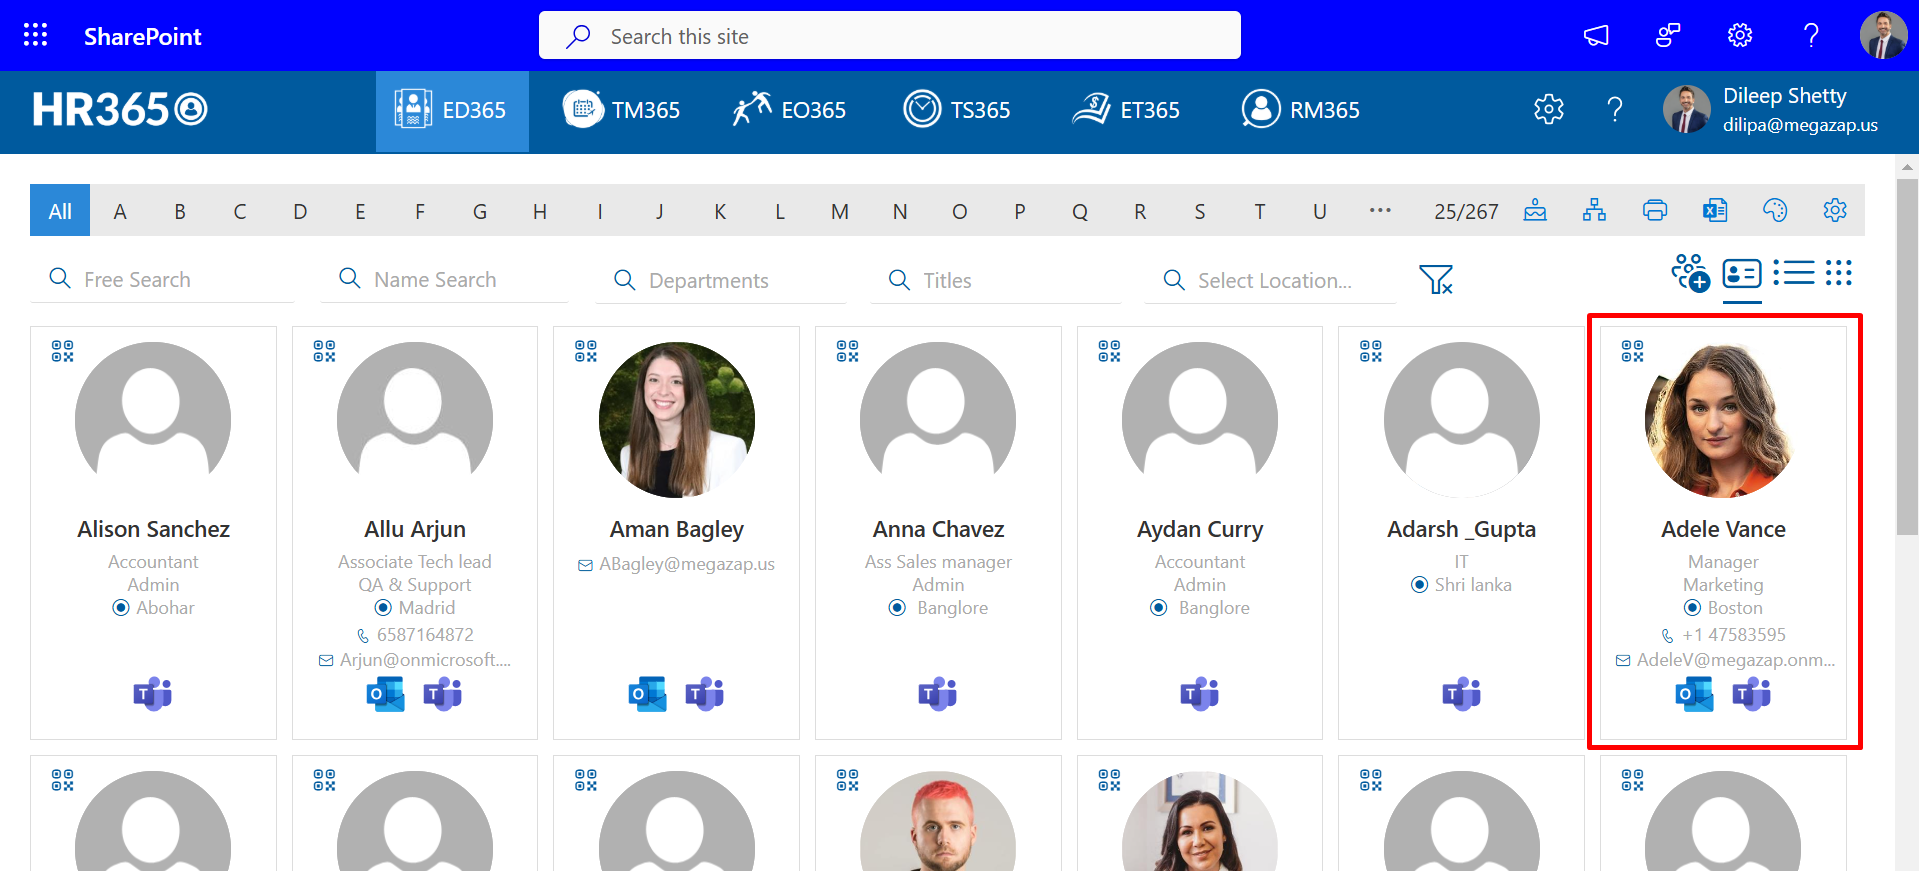 SharePoint
Search this site
HR365
ED365
TM365
EO365
TS365
ET365
RM365
Dileep Shetty
dilipa@megazap.us
All A B C D E F G H I J K L M N O P Q R S T U ··· 25/267
Free Search
Name Search
Departments
Titles
Select Location...
Alison Sanchez
Accountant
Admin
Abohar
Allu Arjun
Associate Tech lead
QA & Support
Madrid
6587164872
Arjun@onmicrosoft....
Aman Bagley
ABagley@megazap.us
Anna Chavez
Ass Sales manager
Admin
Banglore
Aydan Curry
Accountant
Admin
Banglore
Adarsh _Gupta
IT
Shri lanka
Adele Vance
Manager
Marketing
Boston
+1 47583595
AdeleV@megazap.onm...